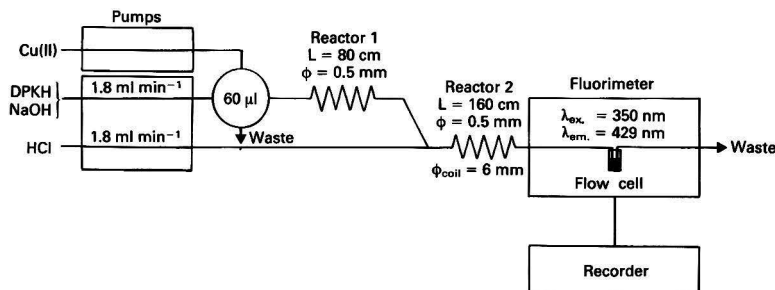 Pumps
Cu(II)
DPKH
NaOH
1.8 ml min⁻¹
60 µl
Waste
HCl
1.8 ml min⁻¹
Reactor 1
L = 80 cm
ϕ = 0.5 mm
Reactor 2
L = 160 cm
ϕ = 0.5 mm
ϕcoil = 6 mm
Fluorimeter
λex. = 350 nm
λem. = 429 nm
Flow cell
Waste
Recorder